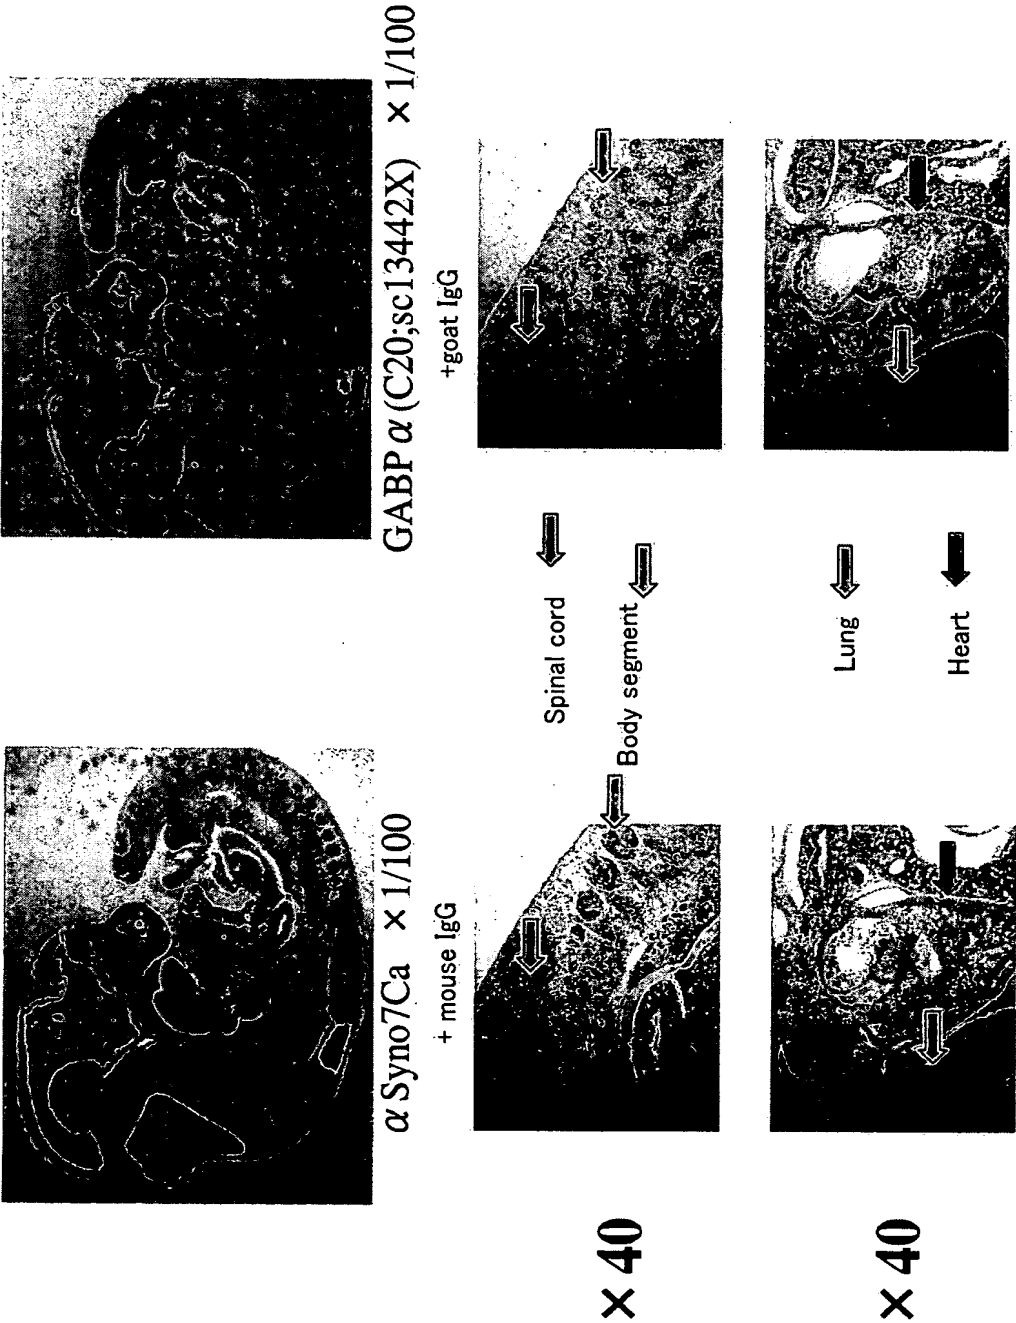 α Syno7Ca × 1/100
+ mouse IgG
GABP α (C20;sc13442X) × 1/100
+goat IgG
× 40
Spinal cord
Body segment
× 40
Lung
Heart